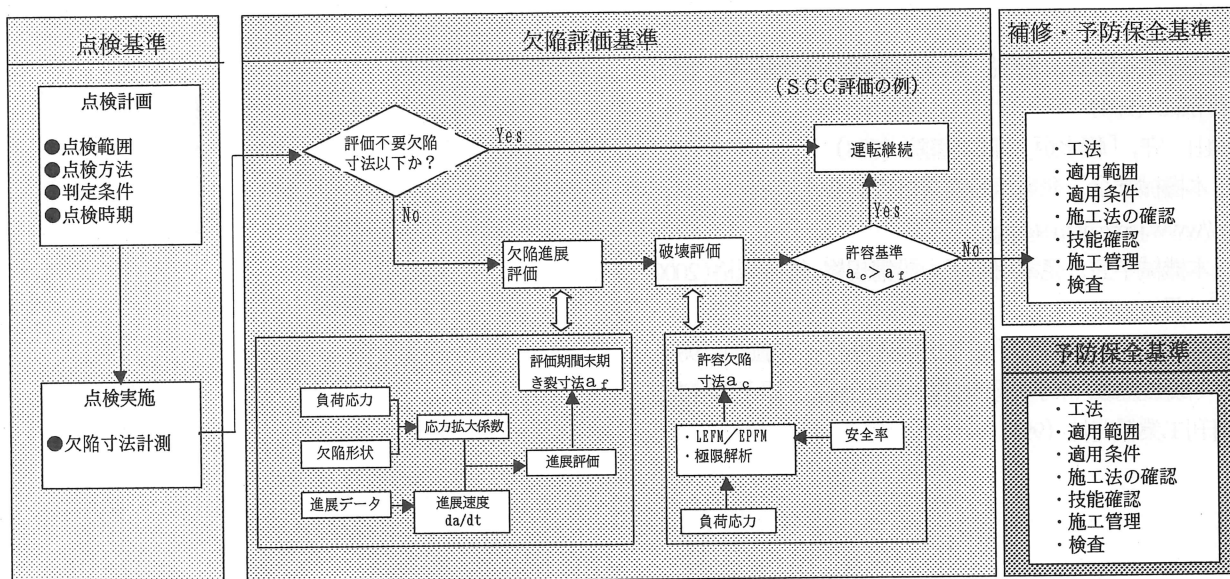 点検基準
点検計画
●点検範囲
●点検方法
●判定条件
●点検時期
点検実施
●欠陥寸法計測
欠陥評価基準
(SCC評価の例)
評価不要欠陥
寸法以下か?
Yes
No
運転継続
欠陥進展
評価
破壊評価
Yes
許容基準
ac>af
No
評価期間末期
き裂寸法af
負荷応力
欠陥形状
応力拡大係数
進展評価
進展データ
進展速度
da/dt
許容欠陥
寸法ac
・LEFM/EPFM
・極限解析
安全率
負荷応力
補修・予防保全基準
・工法
・適用範囲
・適用条件
・施工法の確認
・技能確認
・施工管理
・検査
予防保全基準
・工法
・適用範囲
・適用条件
・施工法の確認
・技能確認
・施工管理
・検査